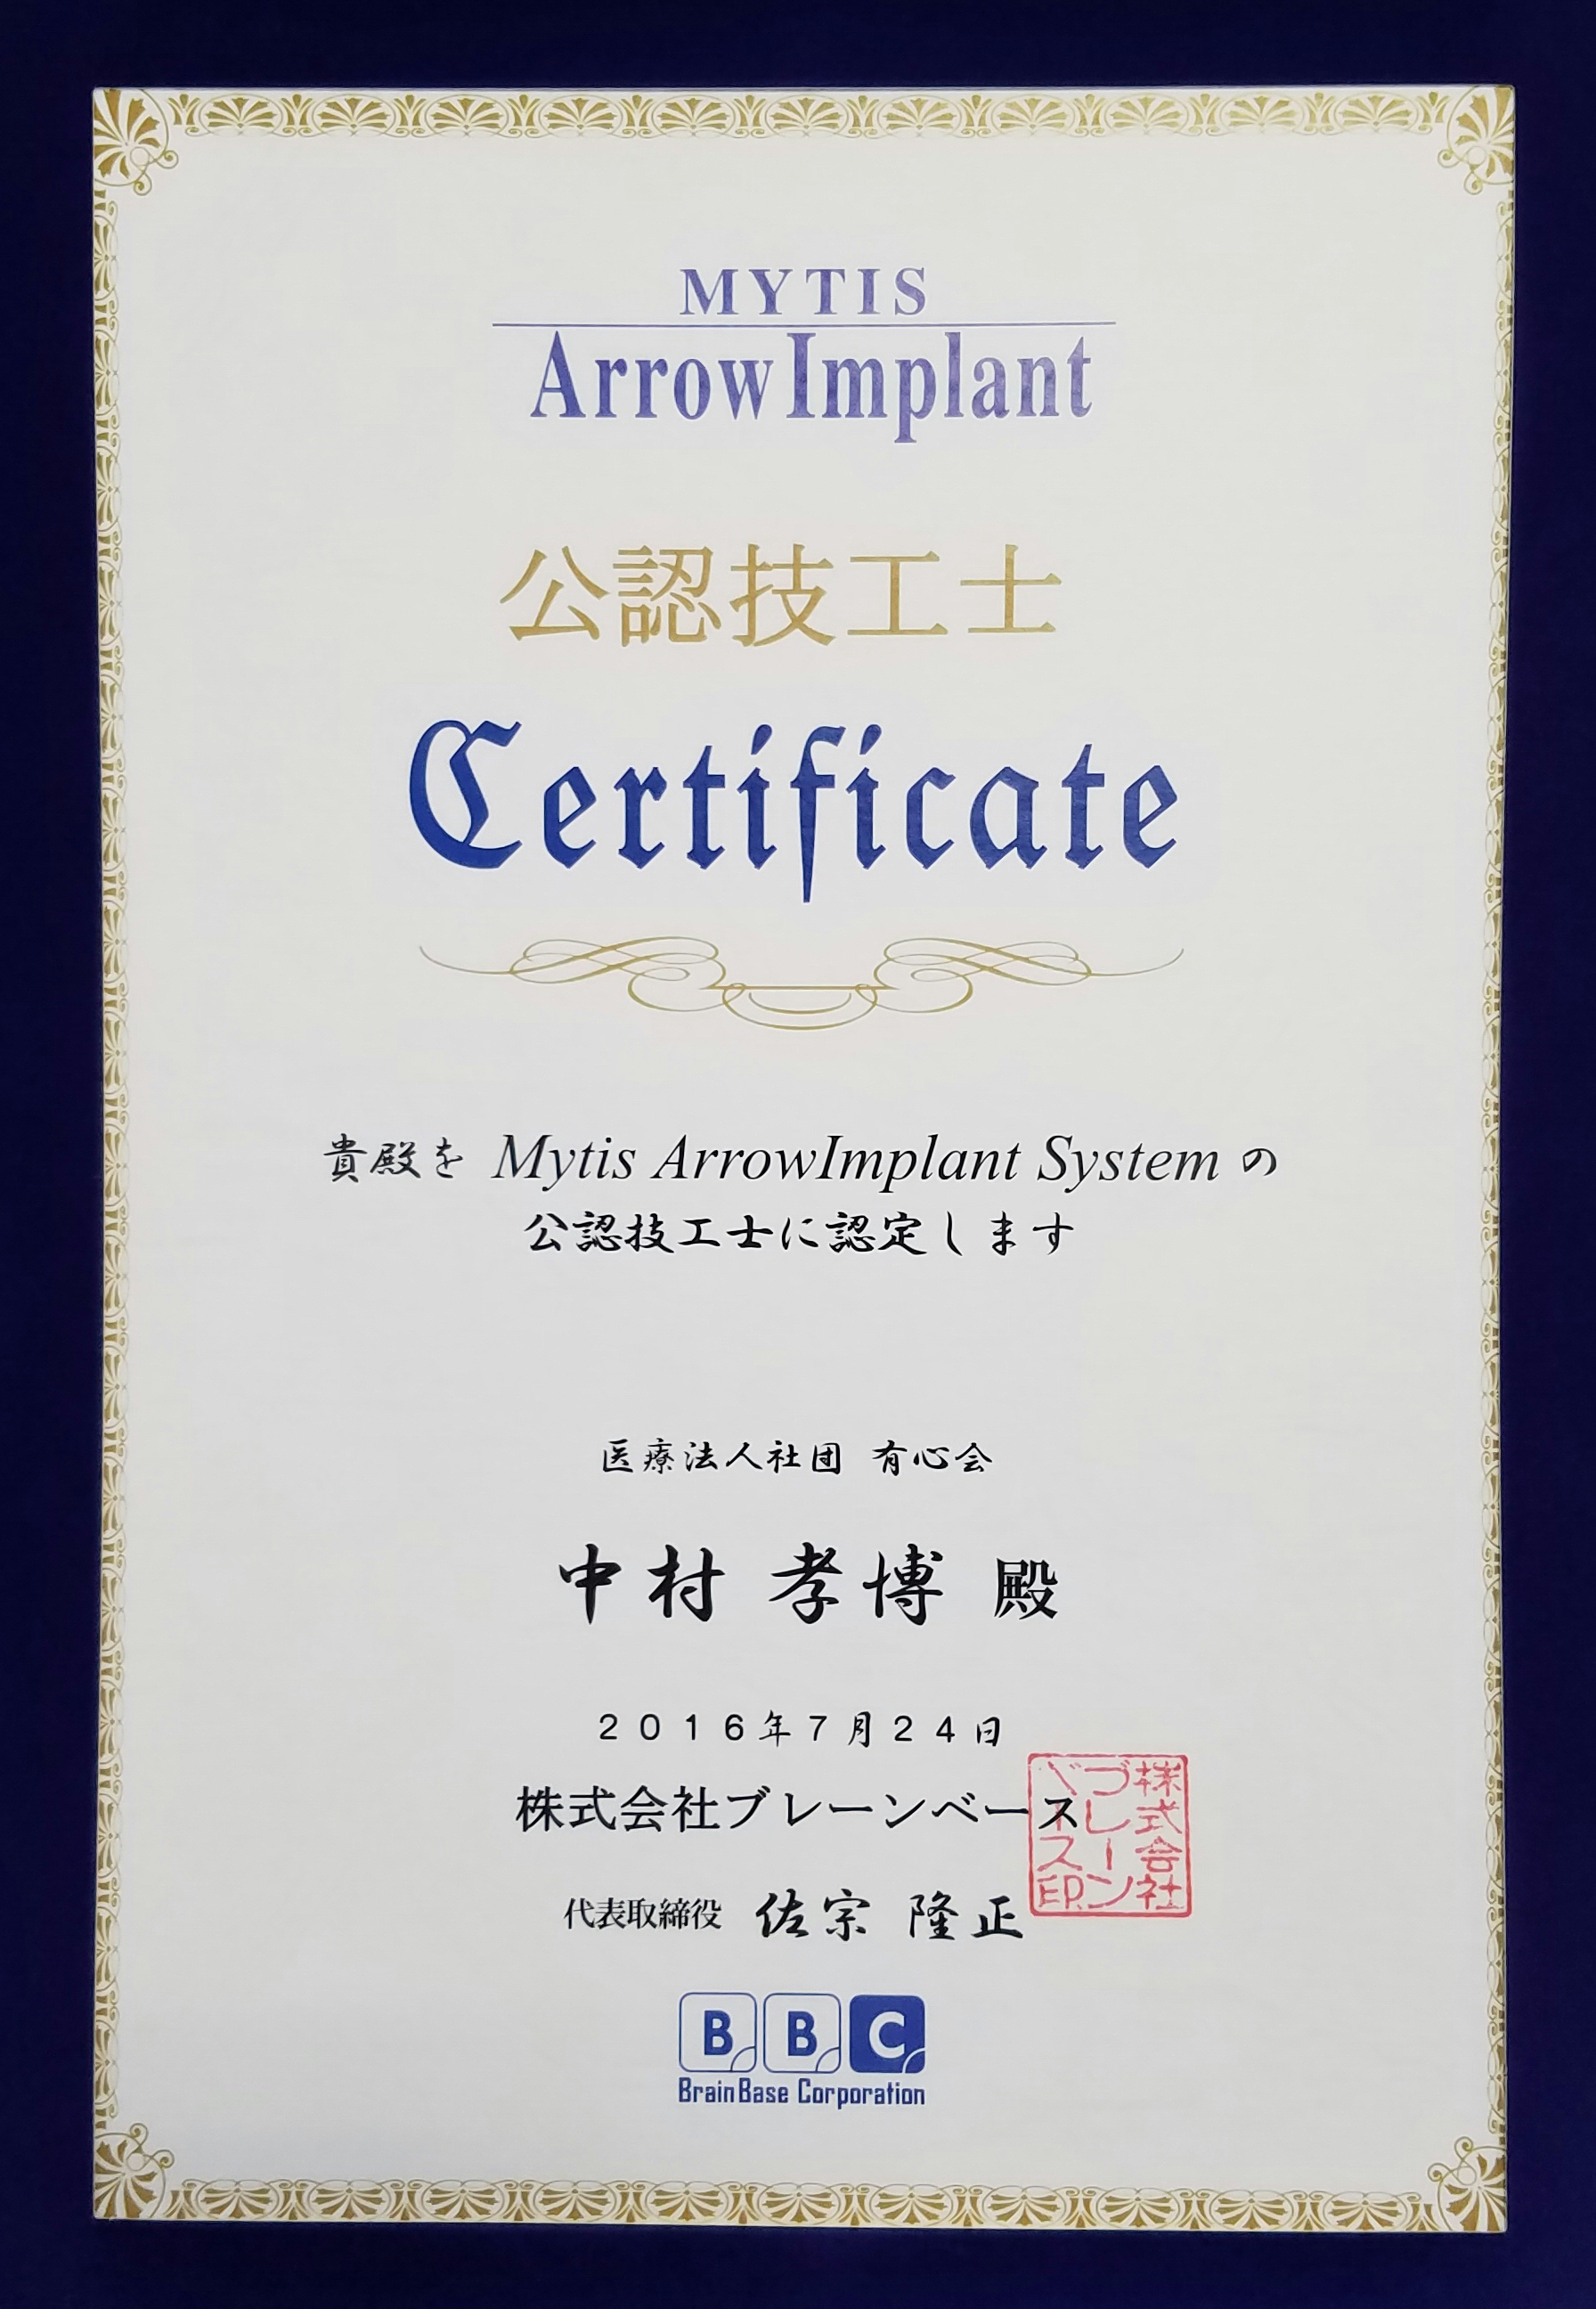 MYTIS
ArrowImplant
公認技工士
Certificate
貴殿を Mytis ArrowImplant System の
公認技工士に認定します
医療法人社団 有心会
中村 孝博 殿
２０１６年７月２４日
株式会社ブレーンベース
株式会社ブレーンベースス印
代表取締役 佐宗 隆正
BBC
BrainBase Corporation